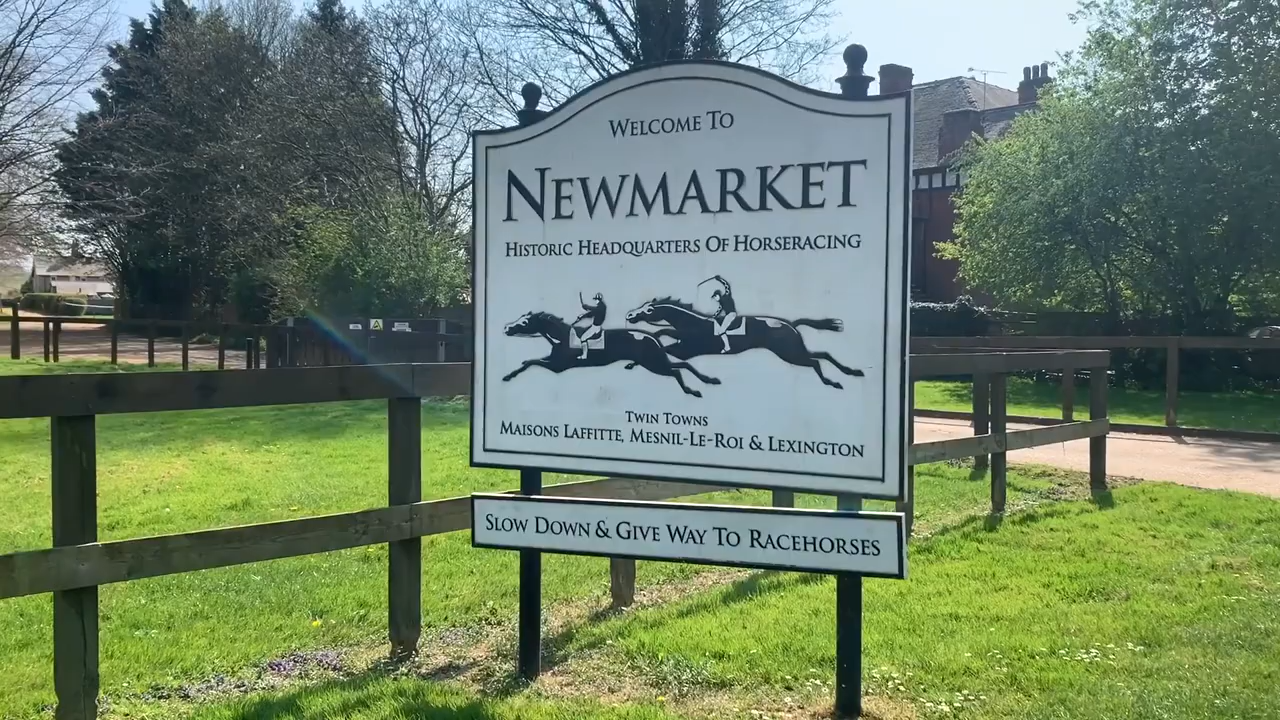 Welcome To
Newmarket
Historic Headquarters Of Horseracing
Twin Towns
Maisons Laffitte, Mesnil-Le-Roi & Lexington
Slow Down & Give Way To Racehorses